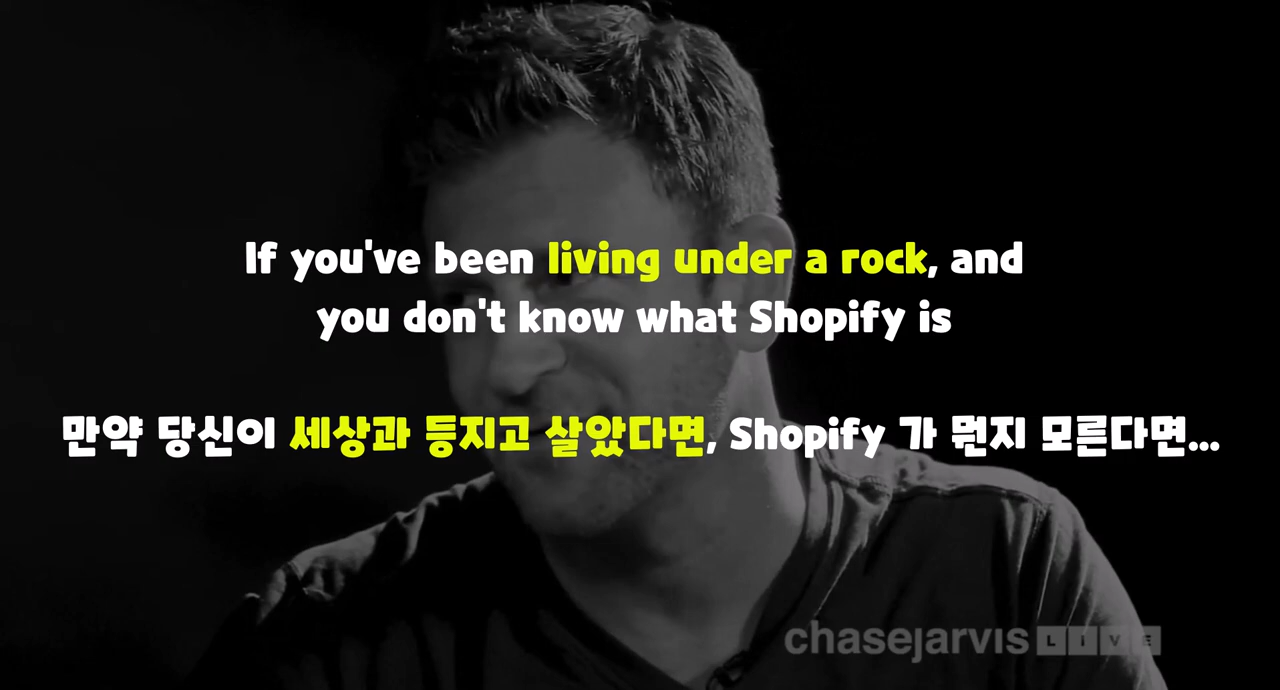 If you've been living under a rock, and
you don't know what Shopify is
만약 당신이 세상과 등지고 살았다면, Shopify 가 뭔지 모른다면...
chasejarvis LIVE